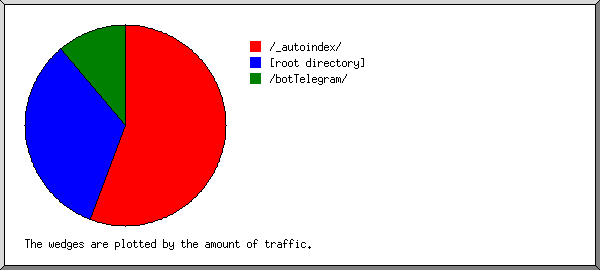 /_autoindex/
[root directory]
/botTelegram/
The wedges are plotted by the amount of traffic.